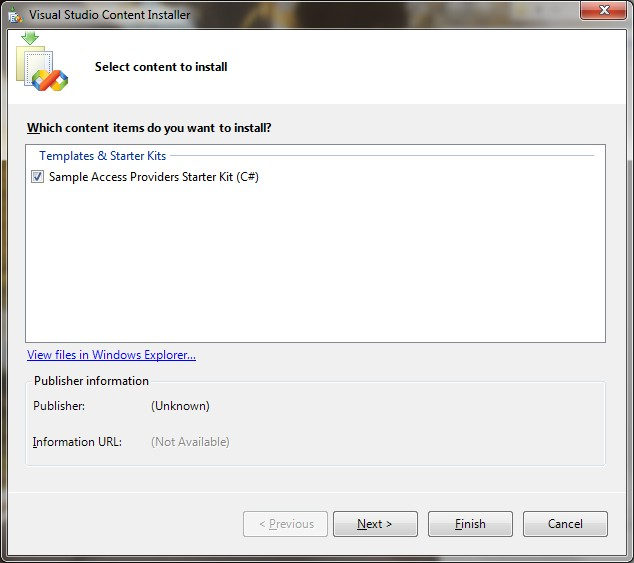 Visual Studio Content Installer
Select content to install
Which content items do you want to install?
Templates & Starter Kits
Sample Access Providers Starter Kit (C#)
View files in Windows Explorer...
Publisher information
Publisher: (Unknown)
Information URL: (Not Available)
< Previous Next > Finish Cancel